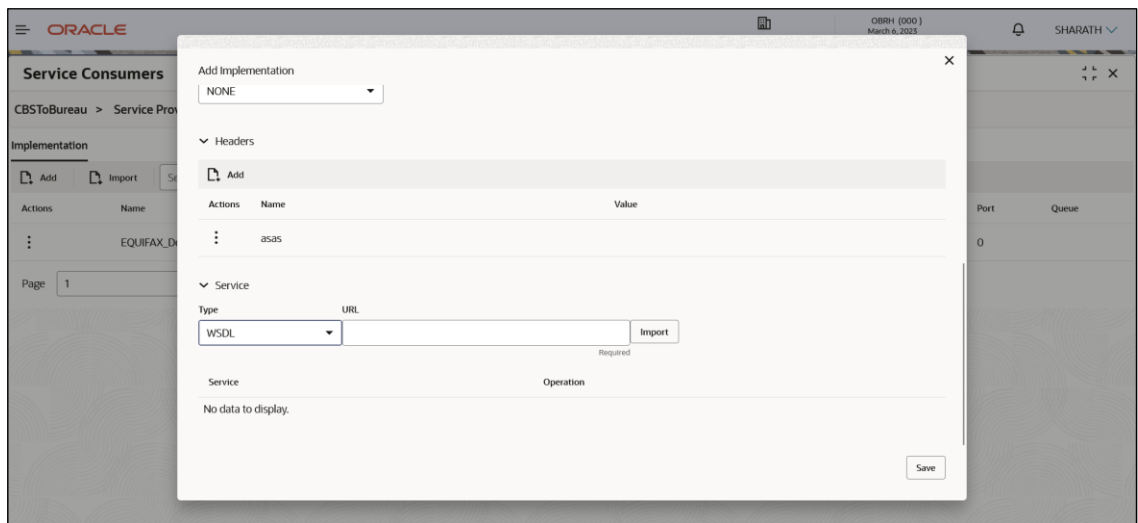 ORACLE
OBRH (000 )
March 6, 2023
SHARATH
Service Consumers
CBSToBureau > Service Prov
Implementation
Add Import Se
Actions Name Port Queue
EQUIFAX_De 0
Page 1
Add Implementation
NONE
Headers
Add
Actions Name Value
asas
Service
Type URL
WSDL Import
Required
Service Operation
No data to display.
Save